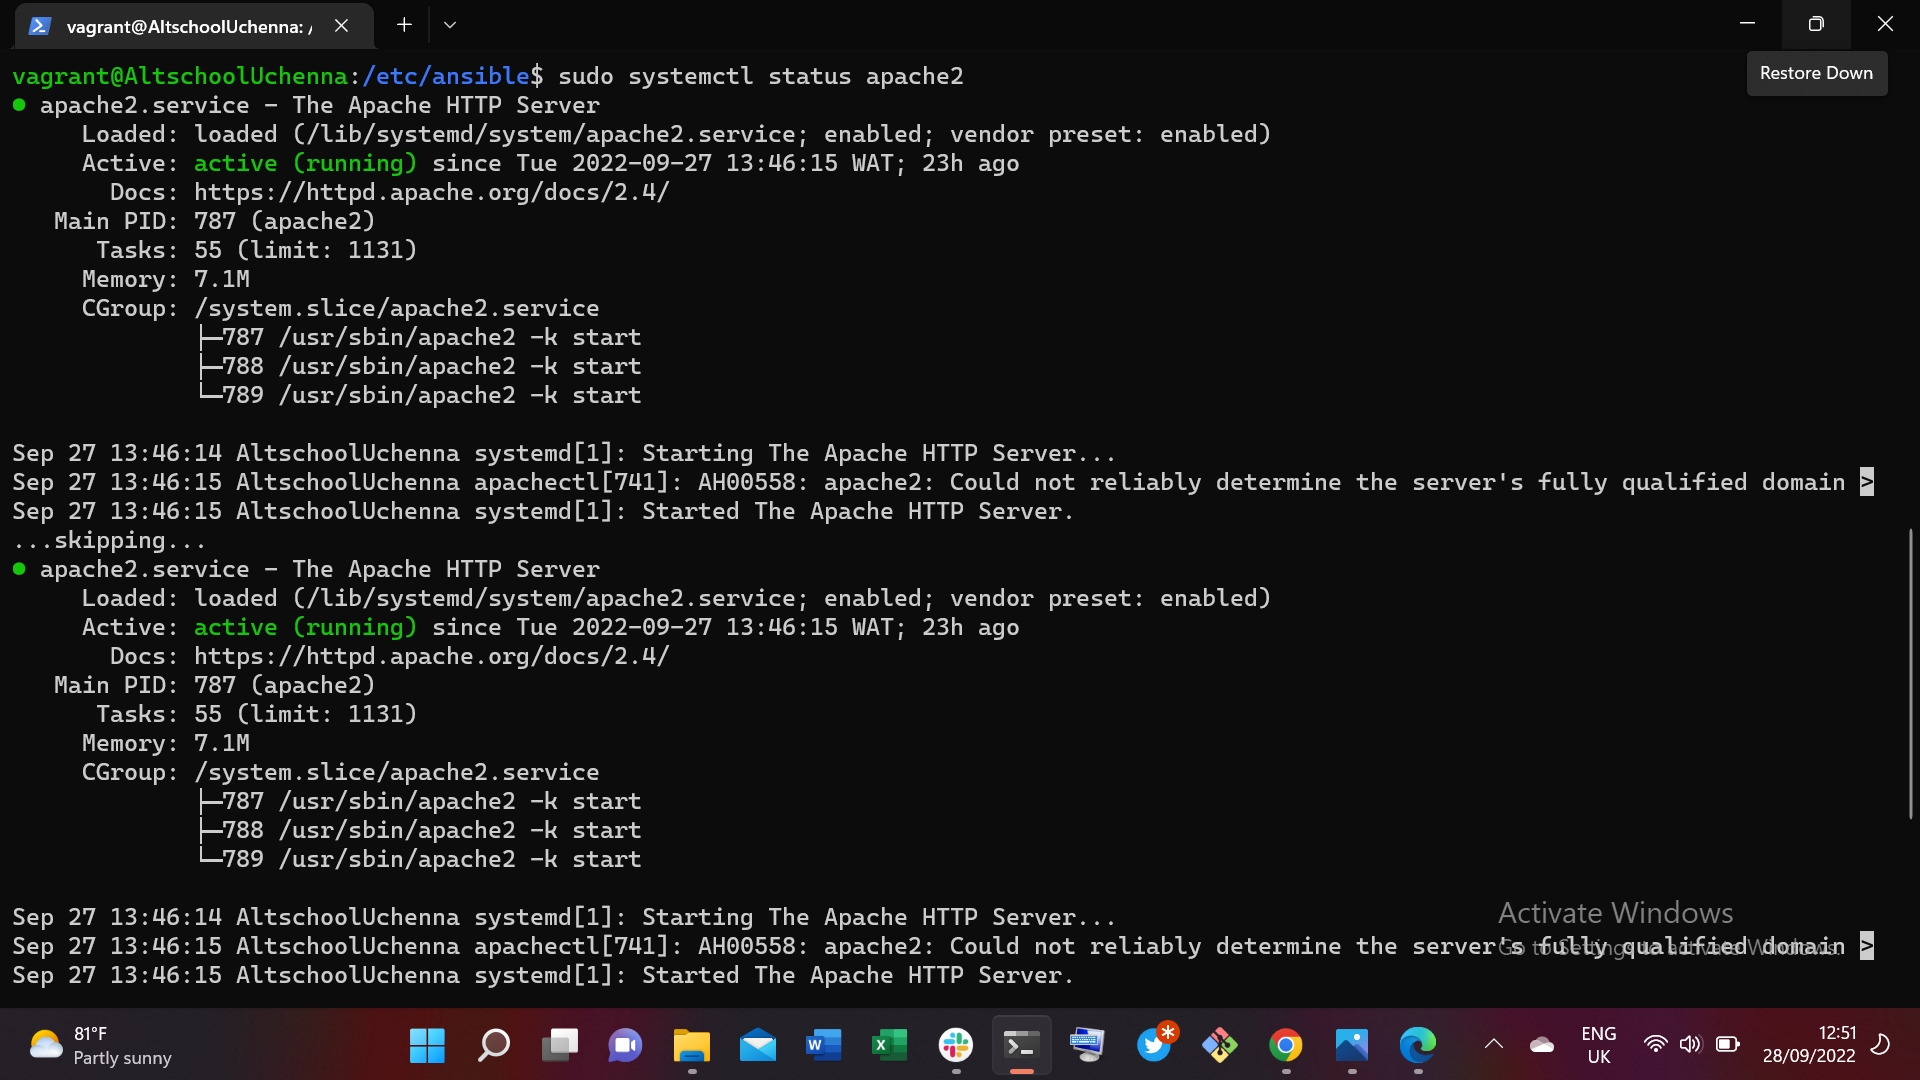 vagrant@AltschoolUchenna: /
Restore Down
vagrant@AltschoolUchenna:/etc/ansible$ sudo systemctl status apache2
● apache2.service - The Apache HTTP Server
Loaded: loaded (/lib/systemd/system/apache2.service; enabled; vendor preset: enabled)
Active: active (running) since Tue 2022-09-27 13:46:15 WAT; 23h ago
Docs: https://httpd.apache.org/docs/2.4/
Main PID: 787 (apache2)
Tasks: 55 (limit: 1131)
Memory: 7.1M
CGroup: /system.slice/apache2.service
├─787 /usr/sbin/apache2 -k start
├─788 /usr/sbin/apache2 -k start
└─789 /usr/sbin/apache2 -k start
Sep 27 13:46:14 AltschoolUchenna systemd[1]: Starting The Apache HTTP Server...
Sep 27 13:46:15 AltschoolUchenna apachectl[741]: AH00558: apache2: Could not reliably determine the server's fully qualified domain >
Sep 27 13:46:15 AltschoolUchenna systemd[1]: Started The Apache HTTP Server.
...skipping...
● apache2.service - The Apache HTTP Server
Loaded: loaded (/lib/systemd/system/apache2.service; enabled; vendor preset: enabled)
Active: active (running) since Tue 2022-09-27 13:46:15 WAT; 23h ago
Docs: https://httpd.apache.org/docs/2.4/
Main PID: 787 (apache2)
Tasks: 55 (limit: 1131)
Memory: 7.1M
CGroup: /system.slice/apache2.service
├─787 /usr/sbin/apache2 -k start
├─788 /usr/sbin/apache2 -k start
└─789 /usr/sbin/apache2 -k start
Sep 27 13:46:14 AltschoolUchenna systemd[1]: Starting The Apache HTTP Server...
Sep 27 13:46:15 AltschoolUchenna apachectl[741]: AH00558: apache2: Could not reliably determine the server's fully qualified domain >
Sep 27 13:46:15 AltschoolUchenna systemd[1]: Started The Apache HTTP Server.
Activate Windows
Go to Settings to activate Windows.
81°F
Partly sunny
ENG
UK
12:51
28/09/2022